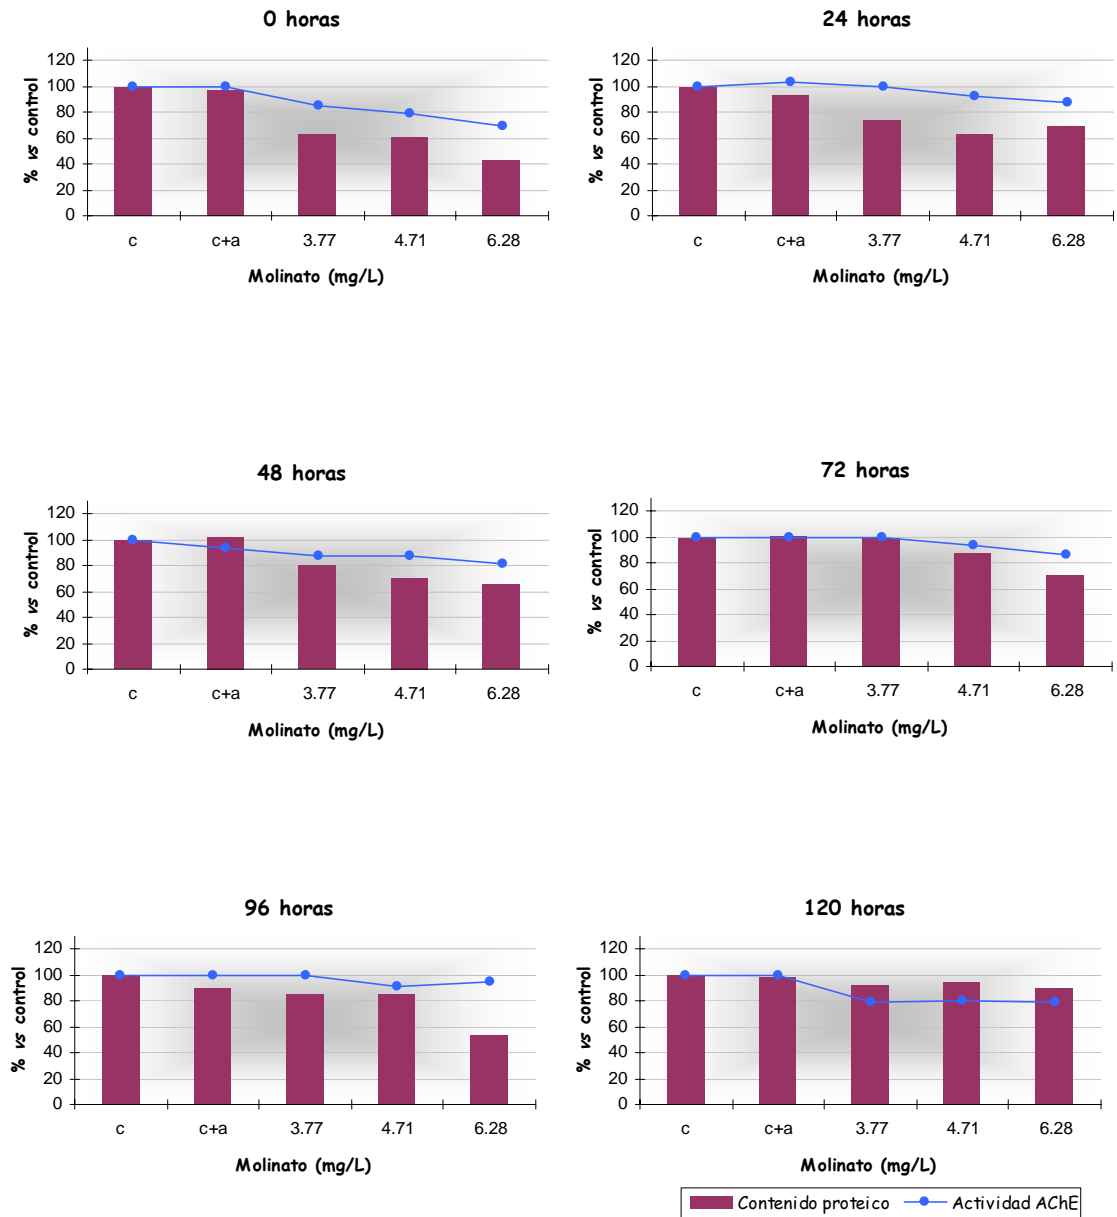 0 horas
24 horas
% vs control
120
100
80
60
40
20
0
c c+a 3.77 4.71 6.28
Molinato (mg/L)
% vs control
120
100
80
60
40
20
0
c c+a 3.77 4.71 6.28
Molinato (mg/L)
48 horas
72 horas
% vs control
120
100
80
60
40
20
0
c c+a 3.77 4.71 6.28
Molinato (mg/L)
% vs control
120
100
80
60
40
20
0
c c+a 3.77 4.71 6.28
Molinato (mg/L)
96 horas
120 horas
% vs control
120
100
80
60
40
20
0
c c+a 3.77 4.71 6.28
Molinato (mg/L)
% vs control
120
100
80
60
40
20
0
c c+a 3.77 4.71 6.28
Molinato (mg/L)
Contenido proteico Actividad AChE